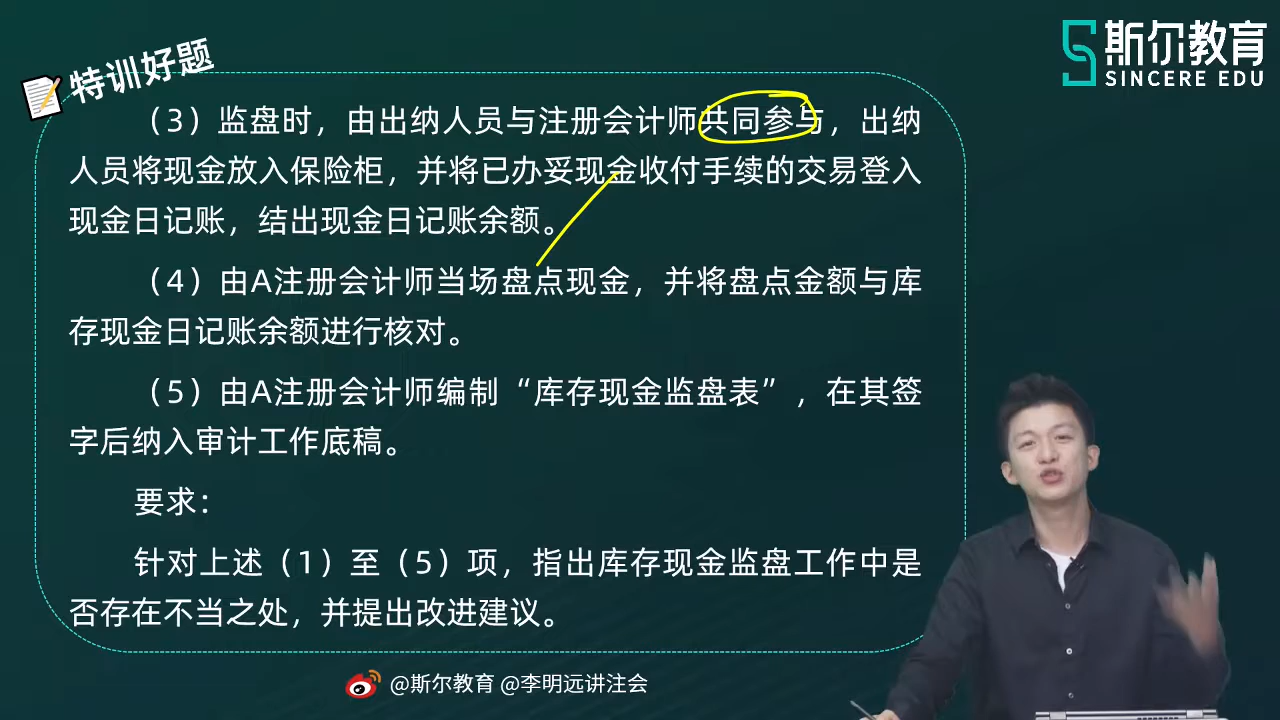 特训好题
斯尔教育
SINCERE EDU
（3）监盘时，由出纳人员与注册会计师共同参与，出纳
人员将现金放入保险柜，并将已办妥现金收付手续的交易登入
现金日记账，结出现金日记账余额。
（4）由A注册会计师当场盘点现金，并将盘点金额与库
存现金日记账余额进行核对。
（5）由A注册会计师编制“库存现金监盘表”，在其签
字后纳入审计工作底稿。
要求：
针对上述（1）至（5）项，指出库存现金监盘工作中是
否存在不当之处，并提出改进建议。
@斯尔教育 @李明远讲注会